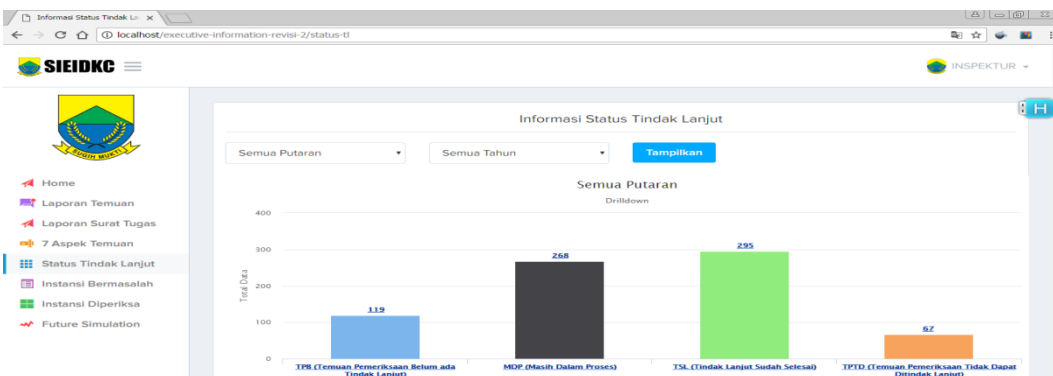 Informasi Status Tindak La
localhost/executive-information-revisi-2/status-tl
SIEIDKC
INSPEKTUR
SUGIH MUKTI
H
Informasi Status Tindak Lanjut
Semua Putaran
Semua Tahun
Tampilkan
Home
Laporan Temuan
Laporan Surat Tugas
7 Aspek Temuan
Status Tindak Lanjut
Instansi Bermasalah
Instansi Diperiksa
Future Simulation
Semua Putaran
Drilldown
Total Data
400
300
200
100
0
119
268
295
67
TPB (Temuan Pemeriksaan Belum ada
Tindak Lanjut)
MDP (Masih Dalam Proses)
TSL (Tindak Lanjut Sudah Selesai)
TPTD (Temuan Pemeriksaan Tidak Dapat
Ditindak Lanjut)